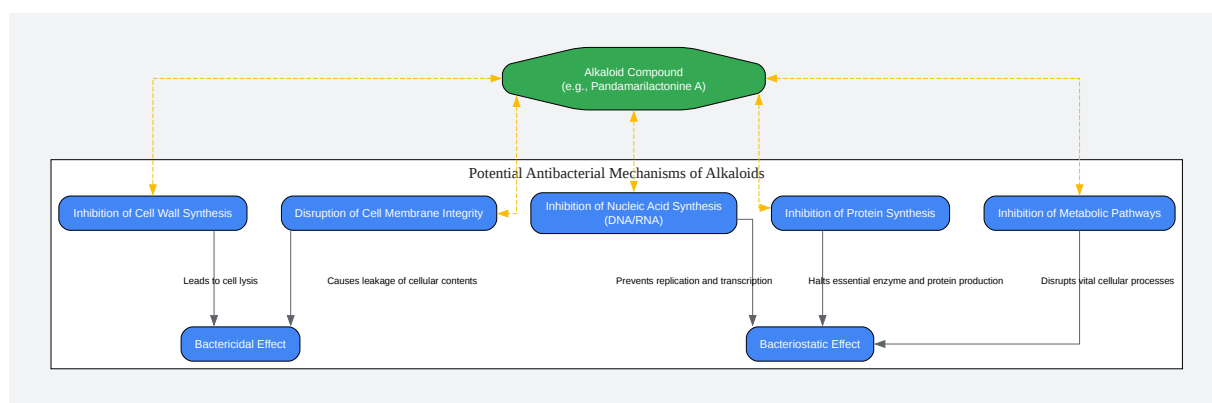 Alkaloid Compound
(e.g., Pandamarilactonine A)
Potential Antibacterial Mechanisms of Alkaloids
Inhibition of Cell Wall Synthesis
Disruption of Cell Membrane Integrity
Inhibition of Nucleic Acid Synthesis
(DNA/RNA)
Inhibition of Protein Synthesis
Inhibition of Metabolic Pathways
Leads to cell lysis
Causes leakage of cellular contents
Prevents replication and transcription
Halts essential enzyme and protein production
Disrupts vital cellular processes
Bactericidal Effect
Bacteriostatic Effect